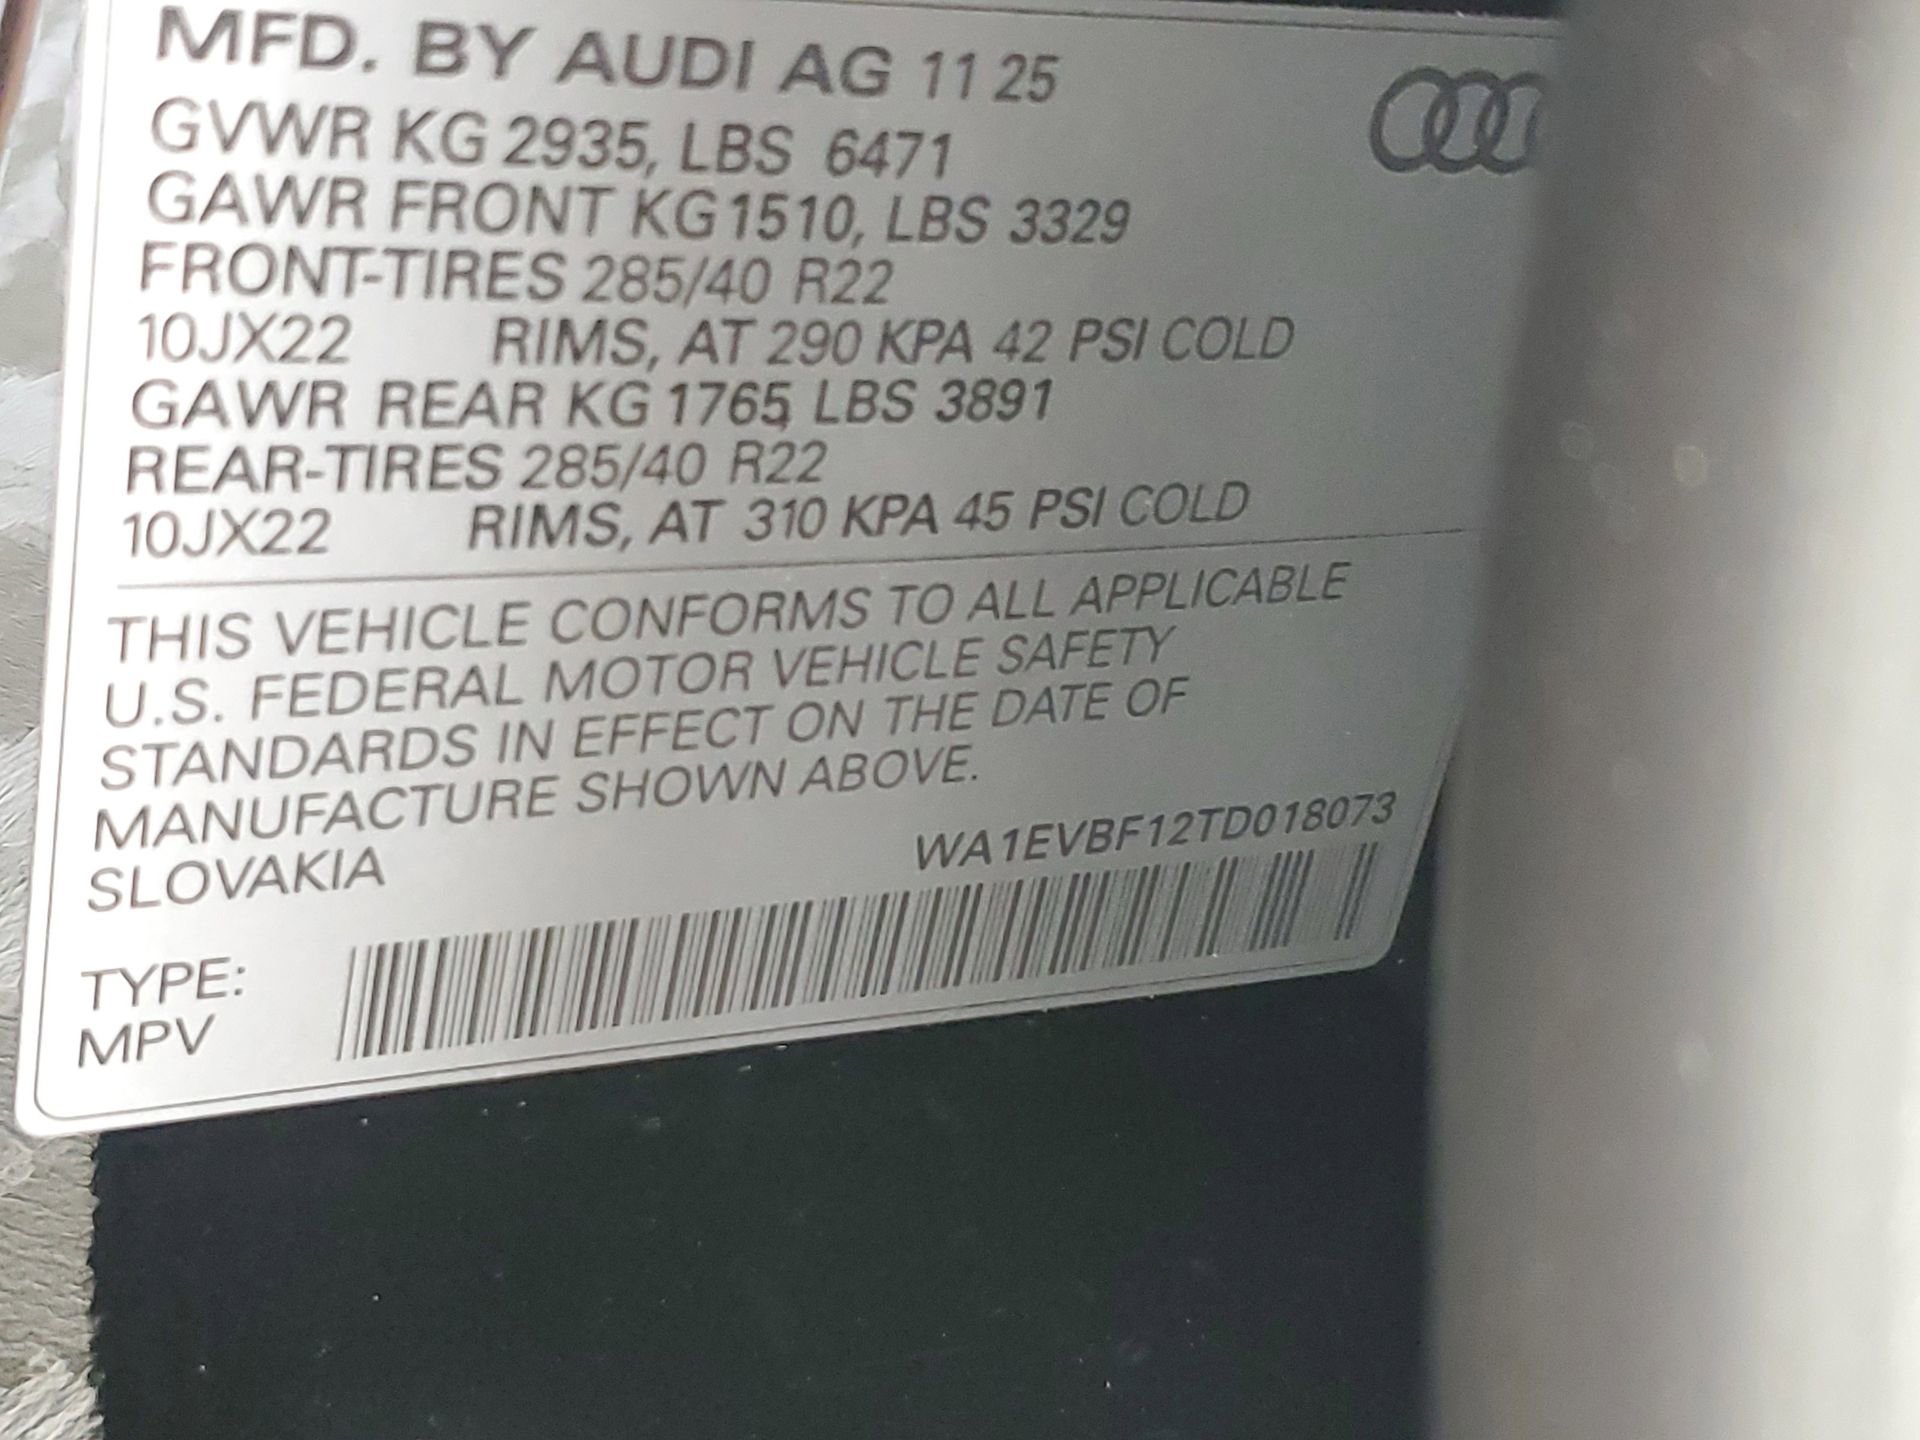 MFD. BY AUDI AG 11 25
GVWR KG 2935, LBS 6471
GAWR FRONT KG 1510, LBS 3329
FRONT-TIRES 285/40 R22
10JX22 RIMS, AT 290 KPA 42 PSI COLD
GAWR REAR KG 1765, LBS 3891
REAR-TIRES 285/40 R22
10JX22 RIMS, AT 310 KPA 45 PSI COLD
THIS VEHICLE CONFORMS TO ALL APPLICABLE
U.S. FEDERAL MOTOR VEHICLE SAFETY
STANDARDS IN EFFECT ON THE DATE OF
MANUFACTURE SHOWN ABOVE.
SLOVAKIA
WA1EVBF12TD018073
TYPE:
MPV